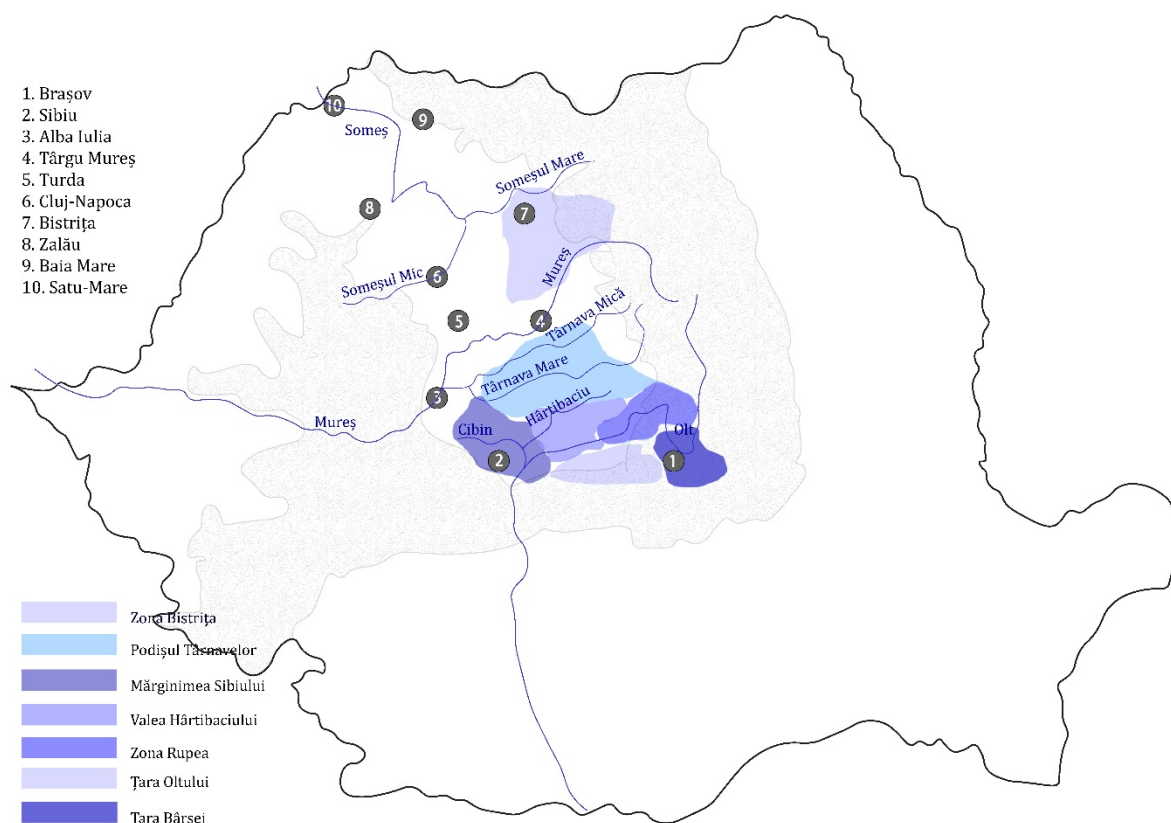 1. Brașov
2. Sibiu
3. Alba Iulia
4. Târgu Mureș
5. Turda
6. Cluj-Napoca
7. Bistrița
8. Zalău
9. Baia Mare
10. Satu-Mare
10
9
Someș
Someșul Mare
8
7
Mureș
6
Someșul Mic
5
4
Târnava Mică
Târnava Mare
3
Hârtibaciu
Mureș
Cibin
Olt
2
1
Zona Bistrița
Podișul Târnavelor
Mărginimea Sibiului
Valea Hârtibaciului
Zona Rupea
Țara Oltului
Țara Bârsei